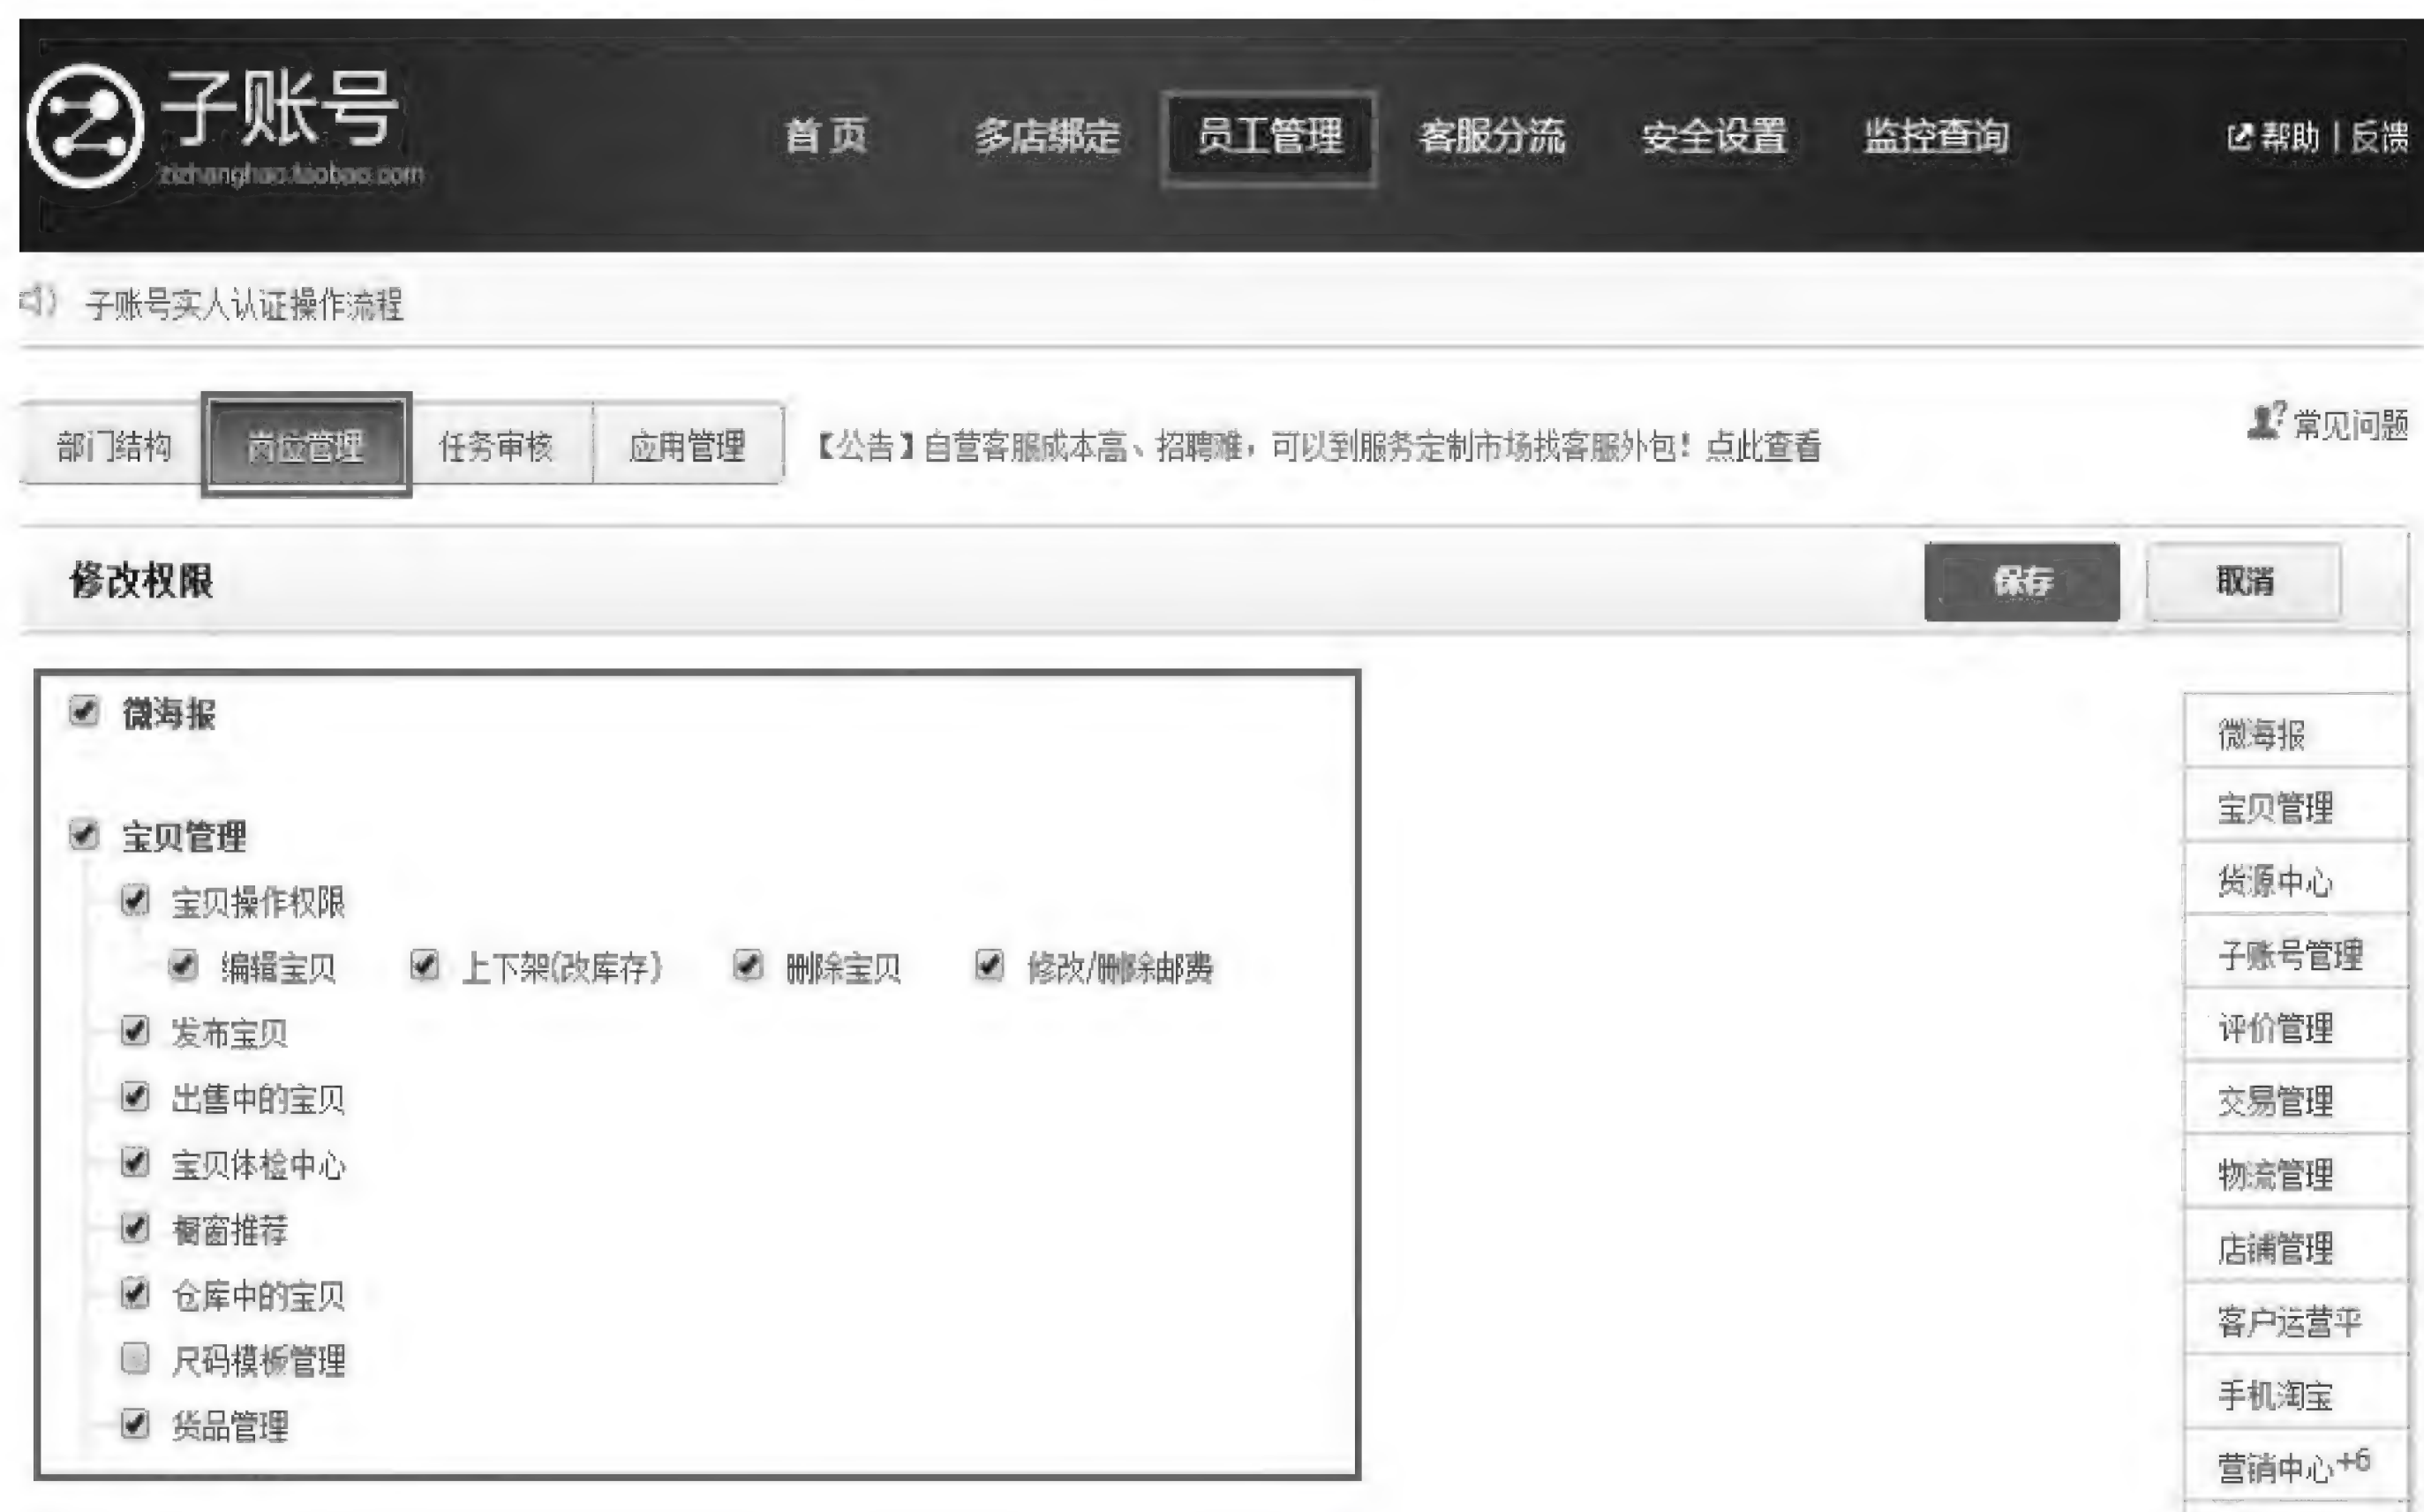 子账号
zizhanghao.taobao.com
首页 多店绑定 员工管理 客服分流 安全设置 监控查询 帮助 | 反馈
子账号实人认证操作流程
部门结构 岗位管理 任务审核 应用管理 【公告】自营客服成本高、招聘难，可以到服务定制市场找客服外包！点此查看 常见问题
修改权限 保存 取消
微海报
宝贝管理
宝贝操作权限
编辑宝贝 上下架(改库存) 删除宝贝 修改/删除邮费
发布宝贝
出售中的宝贝
宝贝体检中心
橱窗推荐
仓库中的宝贝
尺码模板管理
货品管理
微海报
宝贝管理
货源中心
子账号管理
评价管理
交易管理
物流管理
店铺管理
客户运营平
手机淘宝
营销中心+6